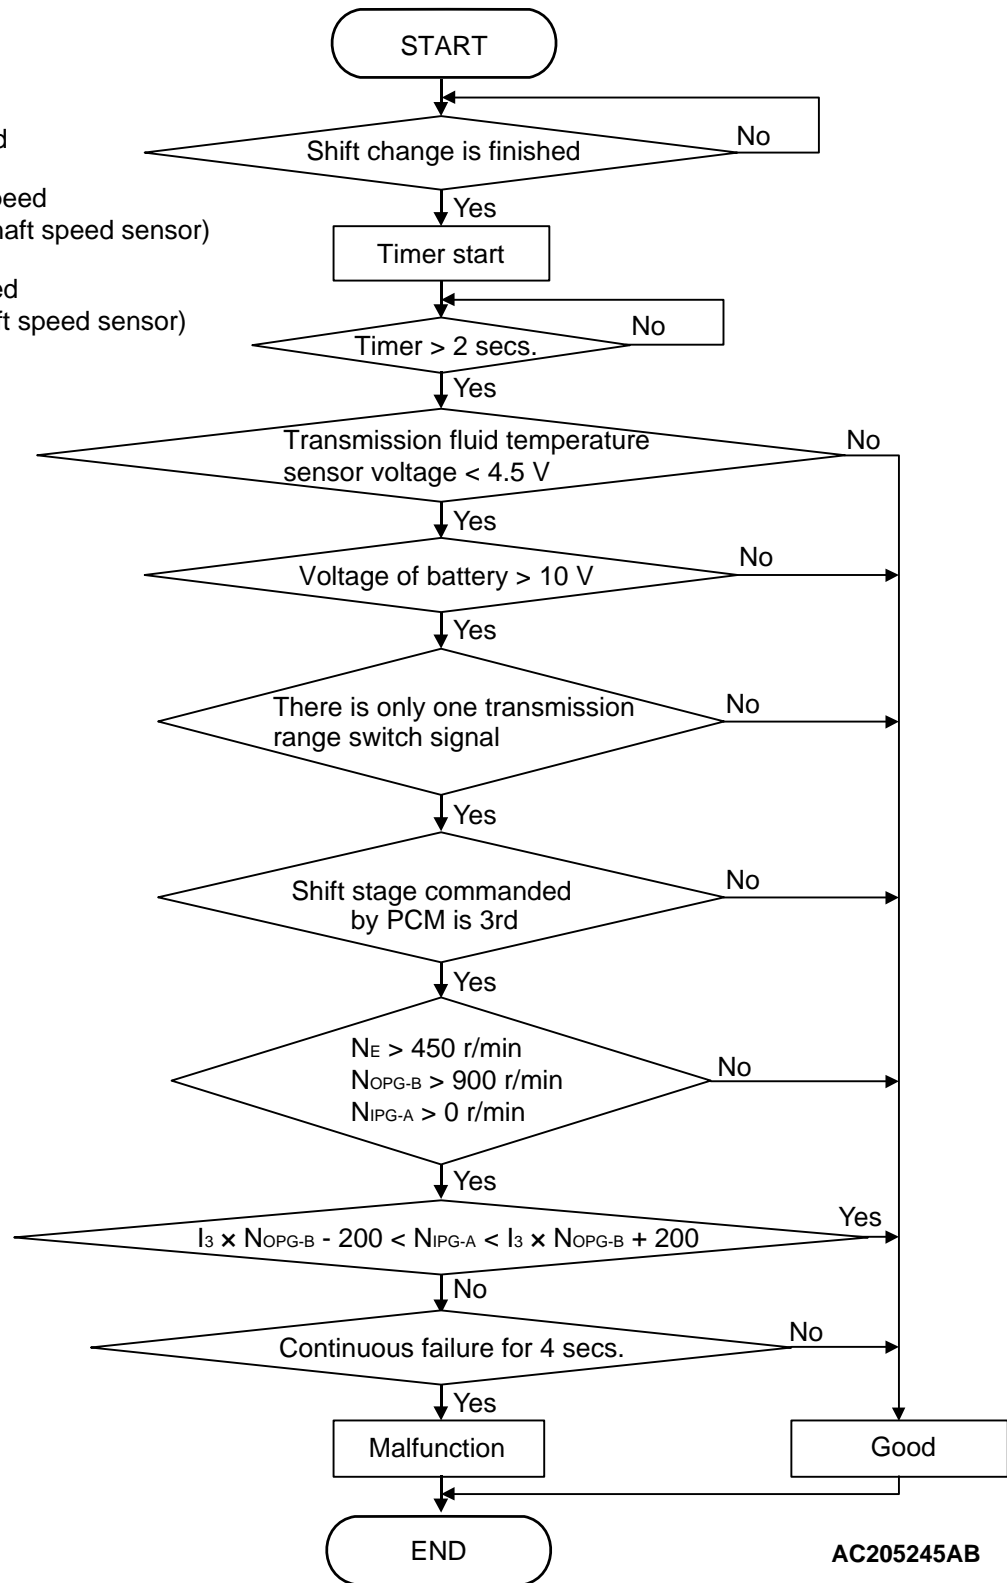 START
Shift change is finished
No
Yes
speed sensor)
speed sensor)
Timer start
No
Timer > 2 secs.
Yes
Transmission fluid temperature
sensor voltage < 4.5 V
No
Yes
Voltage of battery > 10 V
No
Yes
There is only one transmission
range switch signal
No
Yes
Shift stage commanded
by PCM is 3rd
No
Yes
NE > 450 r/min
NOPG-B > 900 r/min
NIPG-A > 0 r/min
No
Yes
I3 × NOPG-B - 200 < NIPG-A < I3 × NOPG-B + 200
Yes
No
Continuous failure for 4 secs.
No
Yes
Malfunction
Good
END
AC205245AB